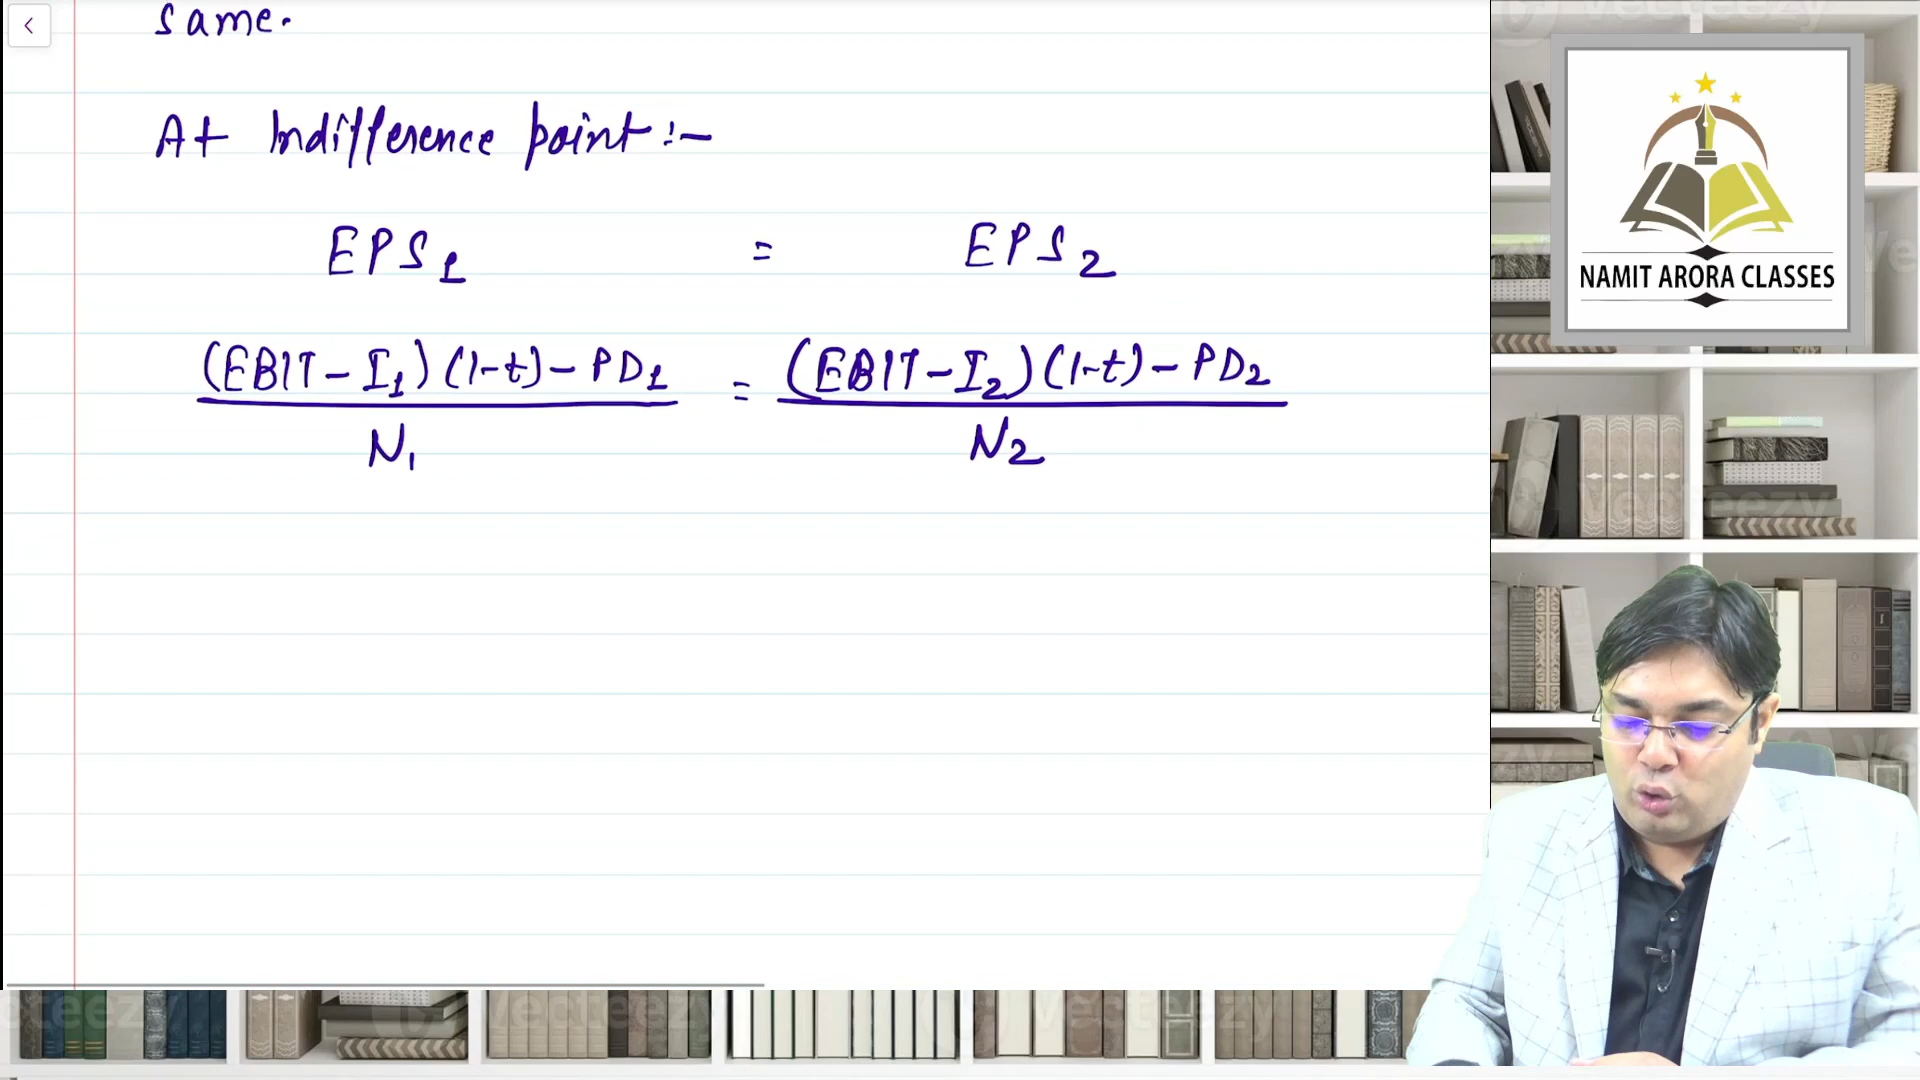 same.
At Indifference point :-
EPS1 = EPS2
(EBIT - I1) (1-t) - PD1 = (EBIT - I2) (1-t) - PD2
N1 N2
NAMIT ARORA CLASSES